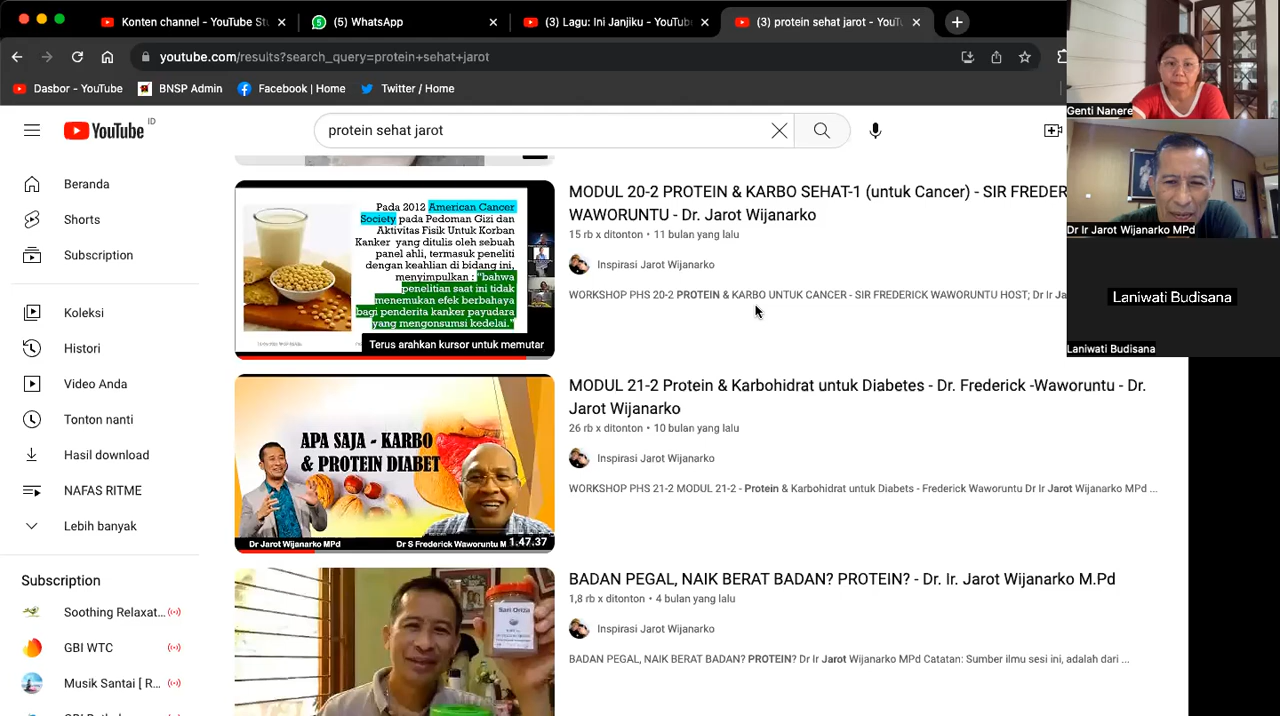 Konten channel - YouTube St
(5) WhatsApp
(3) Lagu: Ini Janjiku - YouTube
(3) protein sehat jarot - YouT
youtube.com/results?search_query=protein+sehat+jarot
Dasbor - YouTube
BNSP Admin
Facebook | Home
Twitter / Home
YouTube ID
protein sehat jarot
Beranda
Shorts
Subscription
Koleksi
Histori
Video Anda
Tonton nanti
Hasil download
NAFAS RITME
Lebih banyak
Subscription
Soothing Relaxat...
GBI WTC
Musik Santai [ R...
Pada 2012 American Cancer
Society pada Pedoman Gizi dan
Aktivitas Fisik Untuk Korban
Kanker yang ditulis oleh sebuah
panel ahli, termasuk peneliti
dengan keahlian di bidang ini,
menyimpulkan : "bahwa
penelitian saat ini tidak
menemukan efek berbahaya
bagi penderita kanker payudara
yang mengonsumsi kedelai."
Terus arahkan kursor untuk memutar
MODUL 20-2 PROTEIN & KARBO SEHAT-1 (untuk Cancer) - SIR FREDER
WAWORUNTU - Dr. Jarot Wijanarko
15 rb x ditonton • 11 bulan yang lalu
Inspirasi Jarot Wijanarko
WORKSHOP PHS 20-2 PROTEIN & KARBO UNTUK CANCER - SIR FREDERICK WAWORUNTU HOST; Dr Ir Ja
APA SAJA - KARBO
& PROTEIN DIABET
Dr Jarot Wijanarko MPd
Dr S Frederick Waworuntu M
1.47.37
MODUL 21-2 Protein & Karbohidrat untuk Diabetes - Dr. Frederick -Waworuntu - Dr.
Jarot Wijanarko
26 rb x ditonton • 10 bulan yang lalu
Inspirasi Jarot Wijanarko
WORKSHOP PHS 21-2 MODUL 21-2 - Protein & Karbohidrat untuk Diabets - Frederick Waworuntu Dr Ir Jarot Wijanarko MPd ...
BADAN PEGAL, NAIK BERAT BADAN? PROTEIN? - Dr. Ir. Jarot Wijanarko M.Pd
1,8 rb x ditonton • 4 bulan yang lalu
Inspirasi Jarot Wijanarko
BADAN PEGAL, NAIK BERAT BADAN? PROTEIN? Dr Ir Jarot Wijanarko MPd Catatan: Sumber ilmu sesi ini, adalah dari ...
Genti Nanere
Dr Ir Jarot Wijanarko MPd
Laniwati Budisana
Laniwati Budisana